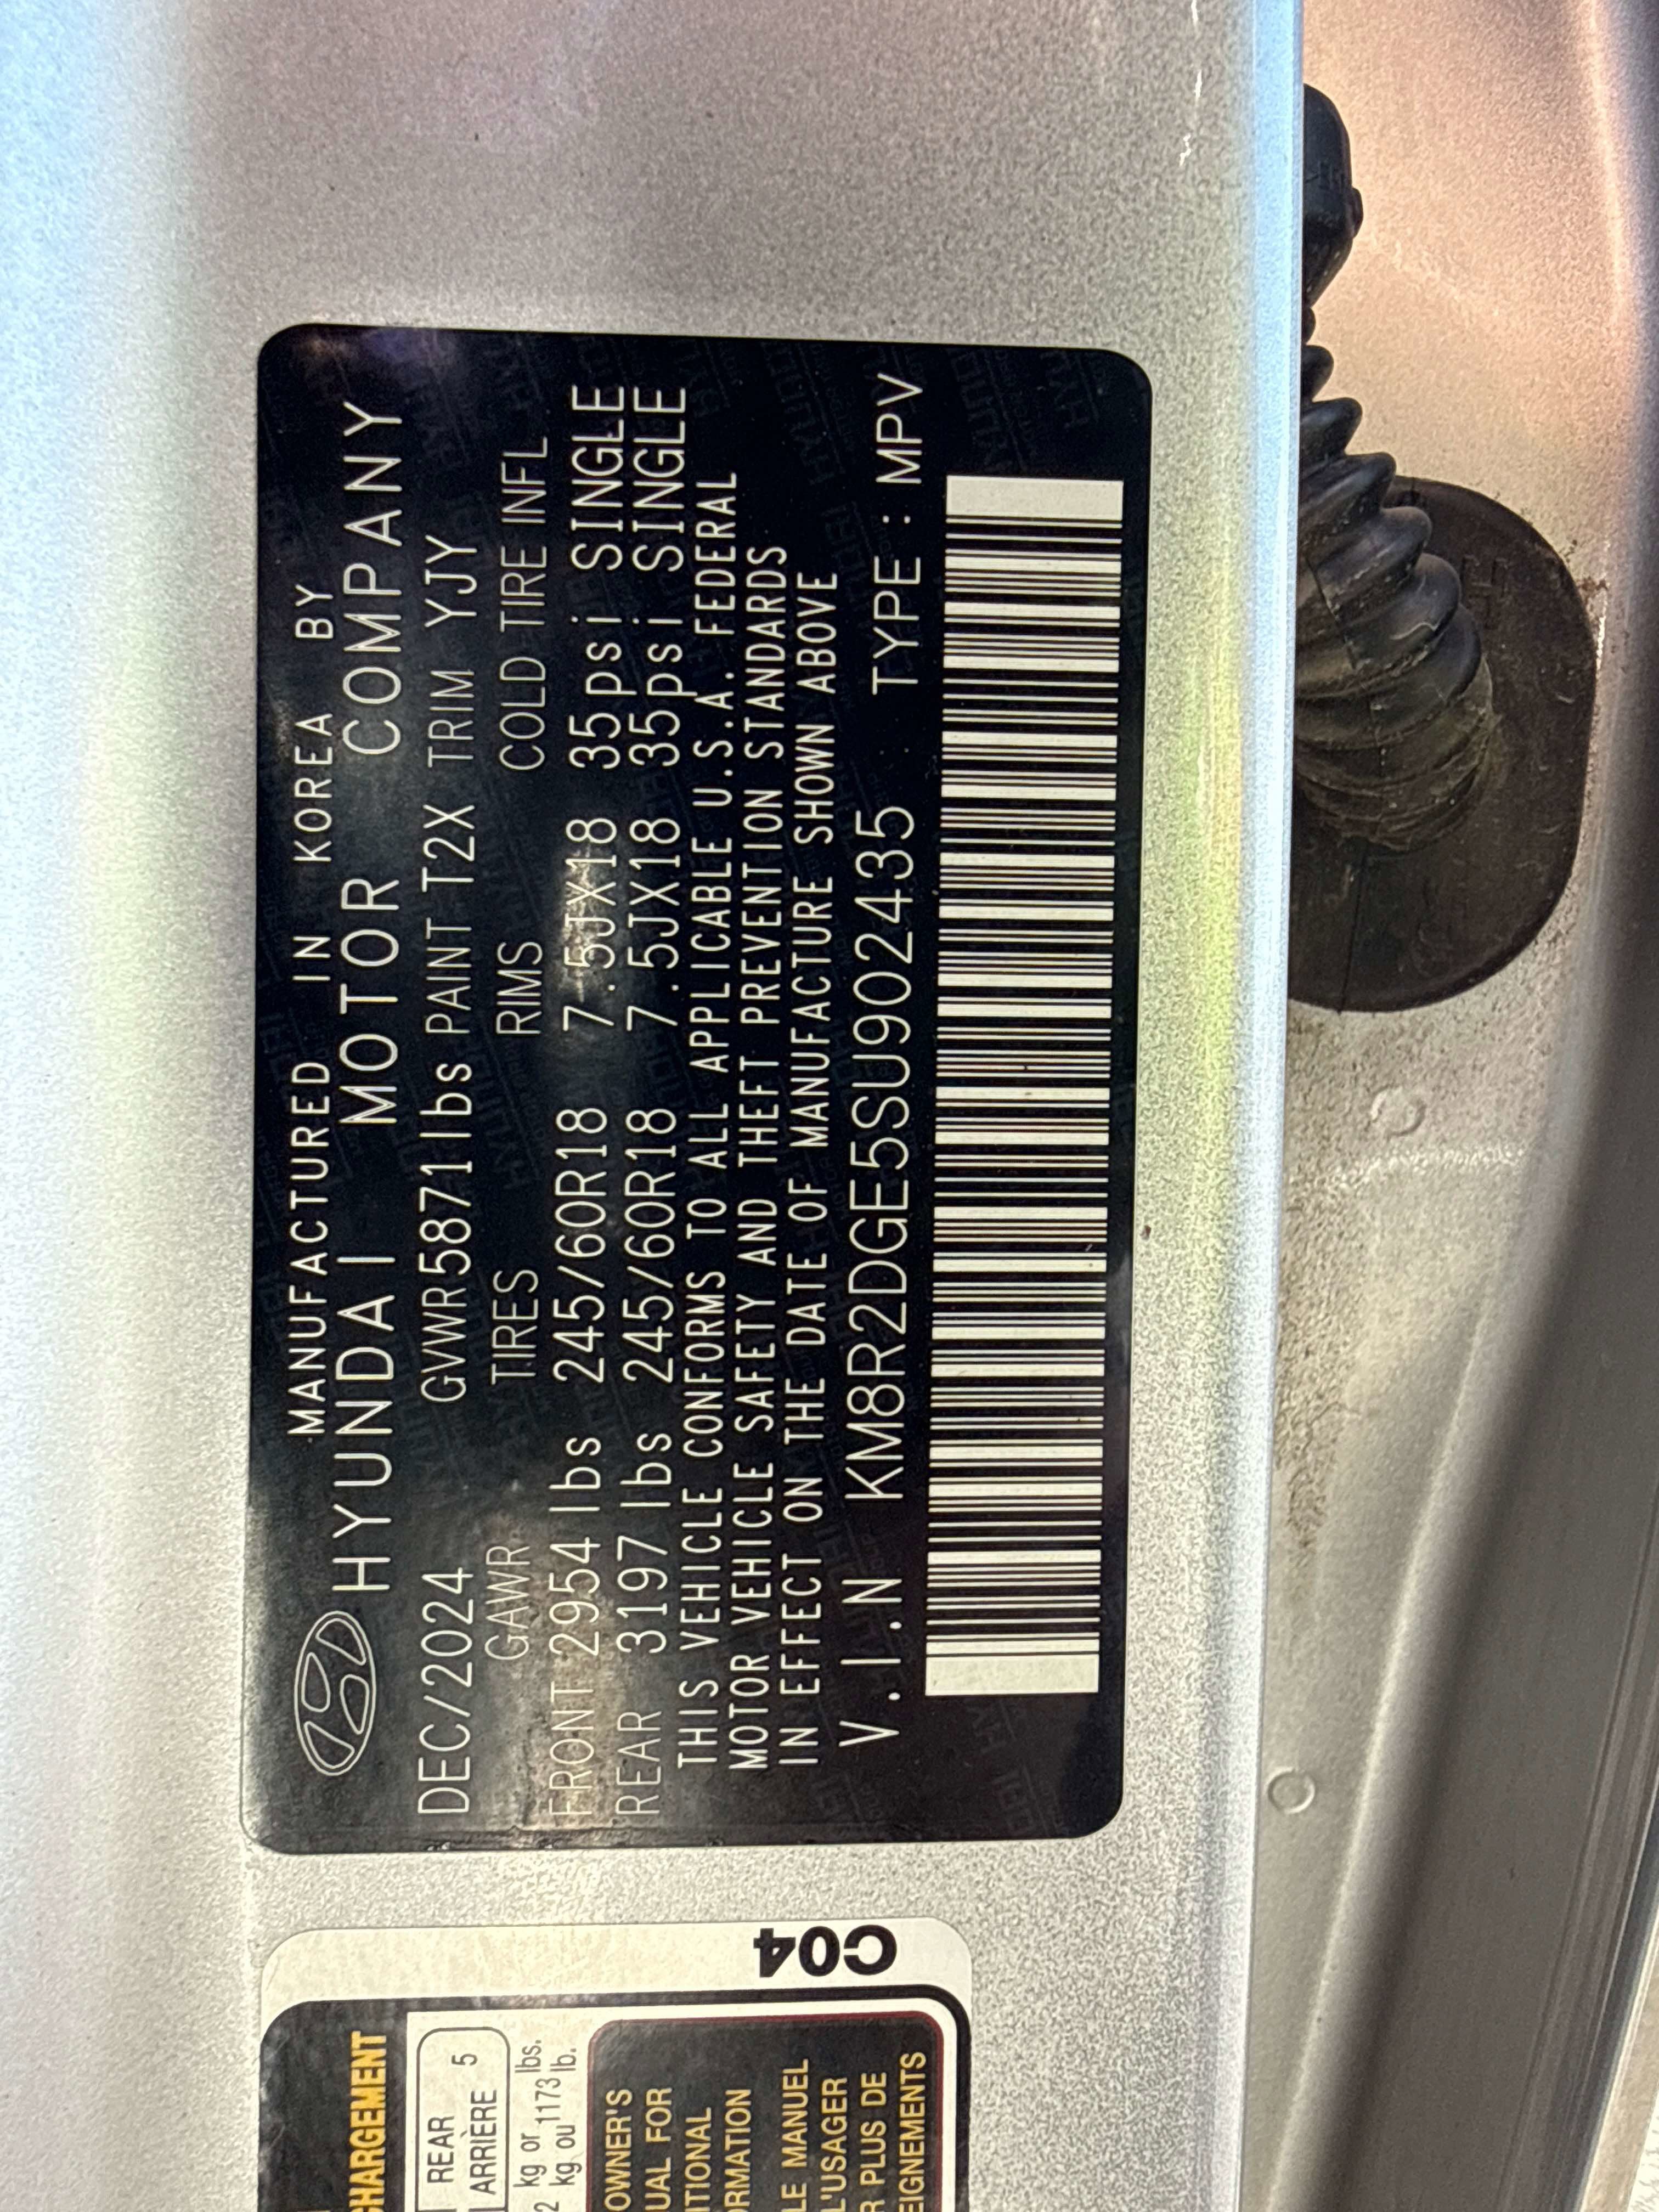 MANUFACTURED IN KOREA BY
HYUNDAI MOTOR COMPANY
DEC/2024 GVWR5871lbs PAINT T2X TRIM YJY
GAWR TIRES RIMS COLD TIRE INFL
FRONT 2954 lbs 245/60R18 7.5JX18 35psi SINGLE
REAR 3197 lbs 245/60R18 7.5JX18 35psi SINGLE
THIS VEHICLE CONFORMS TO ALL APPLICABLE U.S.A. FEDERAL
MOTOR VEHICLE SAFETY AND THEFT PREVENTION STANDARDS
IN EFFECT ON THE DATE OF MANUFACTURE SHOWN ABOVE
V.I.N KM8R2DGE5SU902435 TYPE : MPV
C04
CHARGEMENT
REAR
ARRIÈRE 5
kg or 1173 lbs.
kg ou lb.
OWNER'S
UAL FOR
ITIONAL
ORMATION
LE MANUEL
L'USAGER
R PLUS DE
EIGNEMENTS